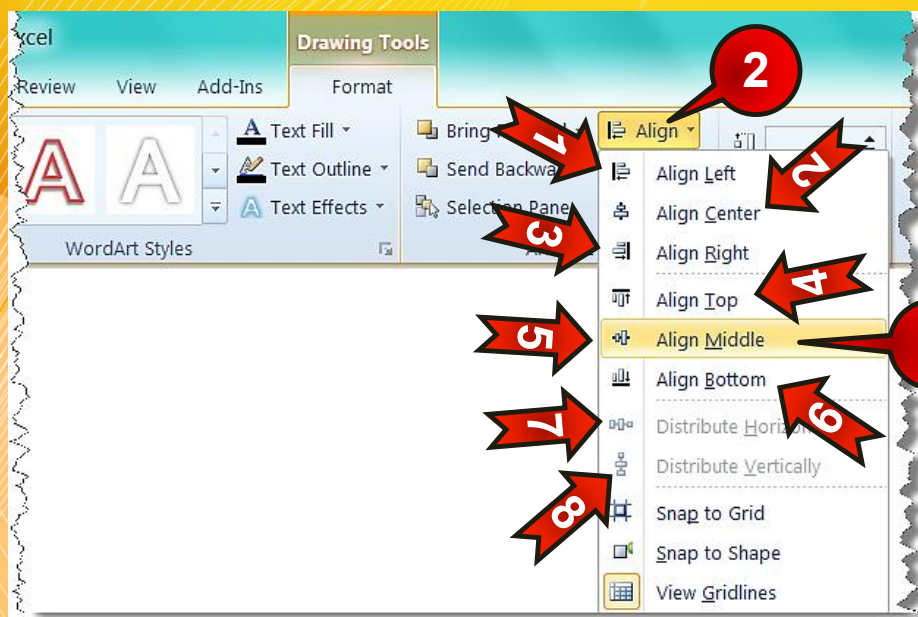 xcel
Drawing Tools
Review View Add-Ins Format
2
A Text Fill
Bring
Align
Text Outline
Send Backwa
A A
A Text Effects
Selection Pane
WordArt Styles
1
Align Left
2
Align Center
3
Align Right
4
Align Top
5
Align Middle
Align Bottom
6
7
Distribute Horizon
Distribute Vertically
8
Snap to Grid
Snap to Shape
View Gridlines